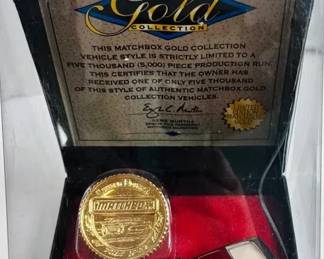 Gold
COLLECTION
THIS MATCHBOX GOLD COLLECTION
VEHICLE STYLE IS STRICTLY LIMITED TO A
FIVE THOUSAND (5,000) PIECE PRODUCTION RUN.
THIS CERTIFIES THAT THE OWNER HAS
RECEIVED ONE OF ONLY FIVE THOUSAND
OF THIS STYLE OF AUTHENTIC MATCHBOX GOLD
COLLECTION VEHICLES.
GENE MURTHA
MATCHBOX